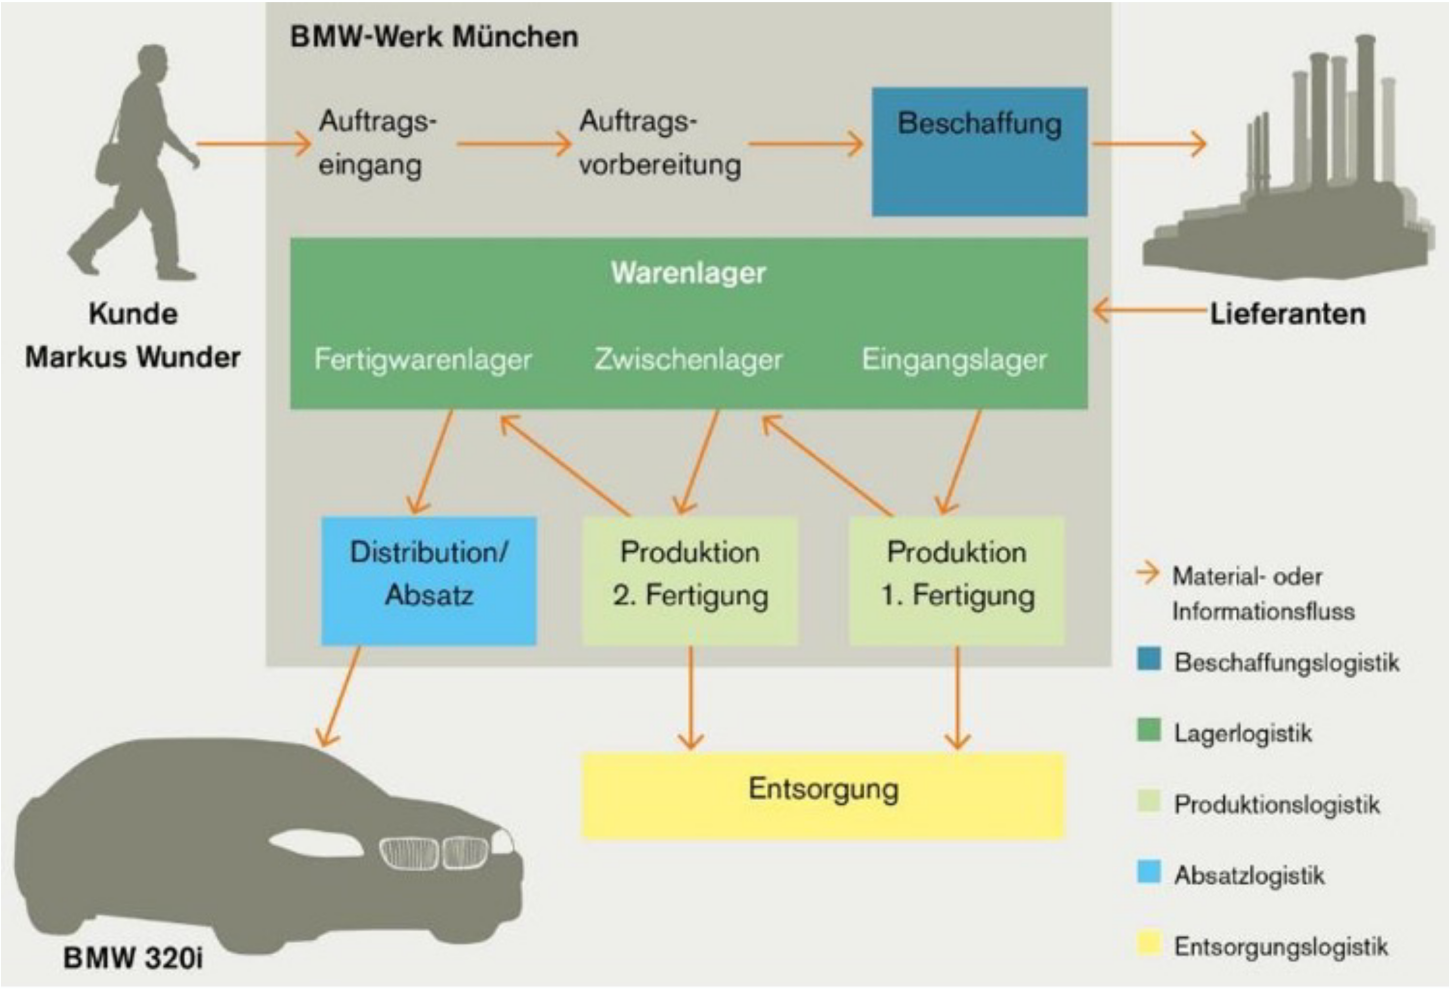 BMW-Werk München
Auftrags-
eingang
Auftrags-
vorbereitung
Beschaffung
Kunde
Markus Wunder
Warenlager
Fertigwarenlager
Zwischenlager
Eingangslager
Lieferanten
Distribution/
Absatz
Produktion
2. Fertigung
Produktion
1. Fertigung
Entsorgung
BMW 320i
Material- oder
Informationsfluss
Beschaffungslogistik
Lagerlogistik
Produktionslogistik
Absatzlogistik
Entsorgungslogistik